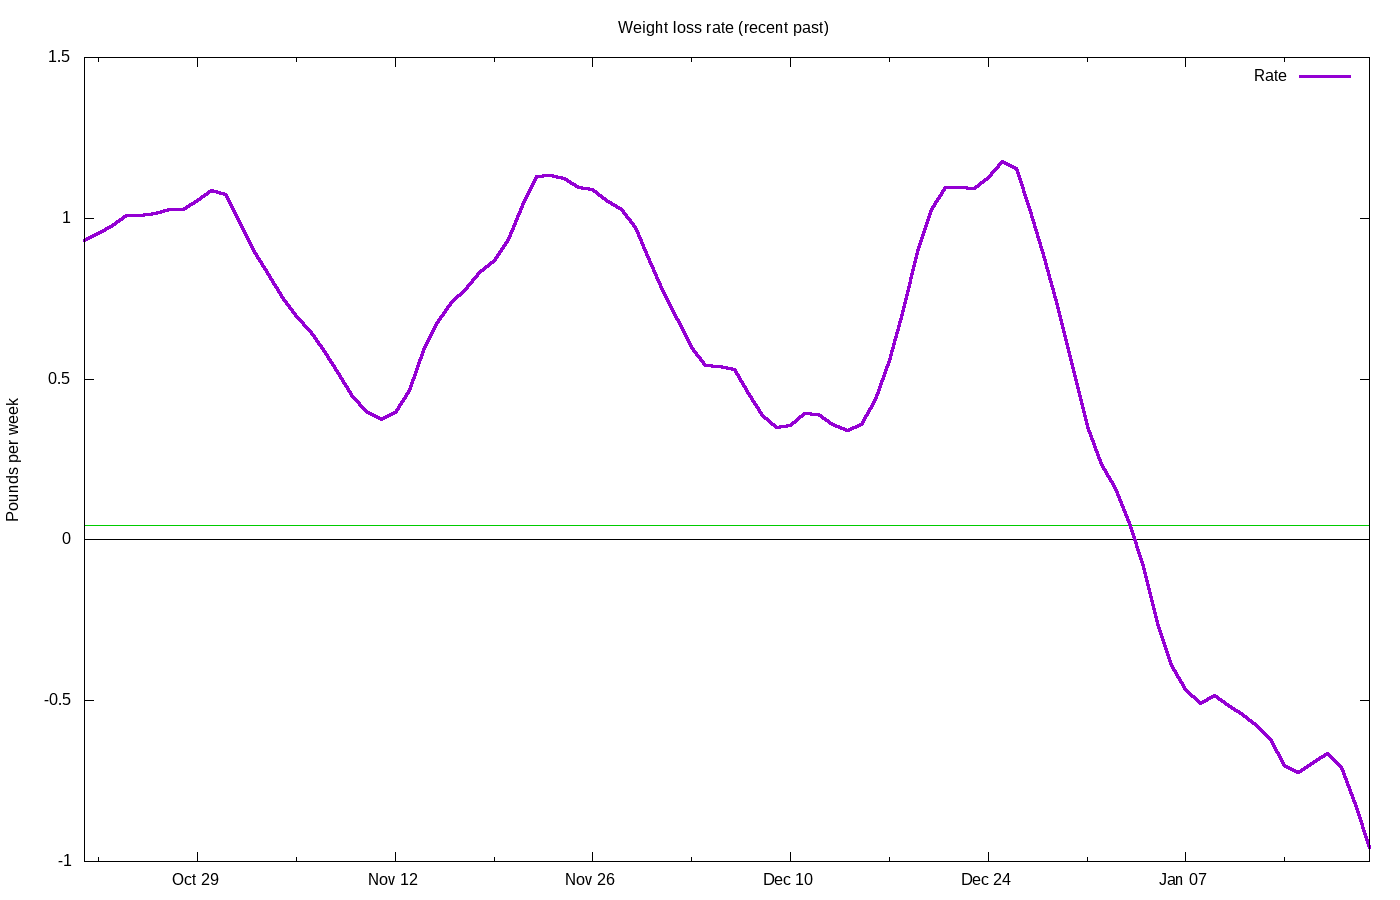 Weight loss rate (recent past)
Rate
Pounds per week
1.5
1
0.5
0
-0.5
-1
Oct 29
Nov 12
Nov 26
Dec 10
Dec 24
Jan 07